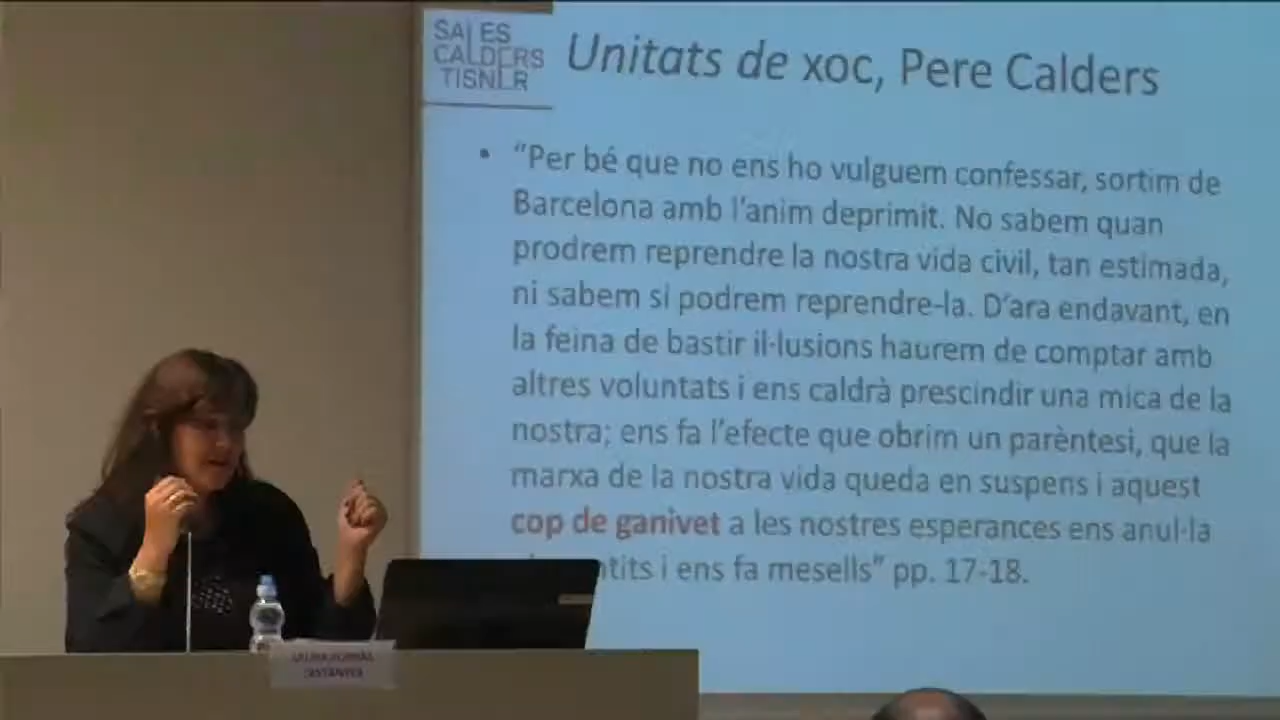 SALES
CALDERS
TISNER
Unitats de xoc, Pere Calders
• “Per bé que no ens ho vulguem confessar, sortim de
Barcelona amb l’anim deprimit. No sabem quan
prodrem reprendre la nostra vida civil, tan estimada,
ni sabem si podrem reprendre-la. D’ara endavant, en
la feina de bastir il·lusions haurem de comptar amb
altres voluntats i ens caldrà prescindir una mica de la
nostra; ens fa l’efecte que obrim un parèntesi, que la
marxa de la nostra vida queda en suspens i aquest
cop de ganivet a les nostres esperances ens anul·la
i ens fa mesells” pp. 17-18.